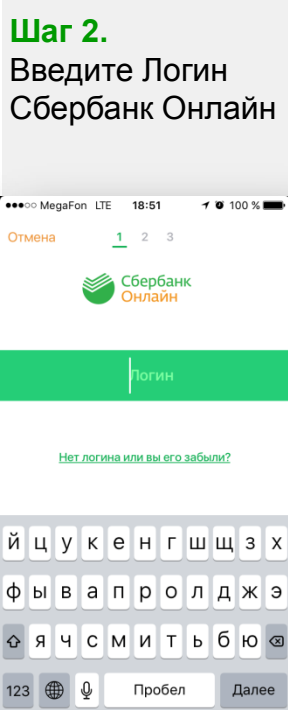 Шаг 2.
Введите Логин
Сбербанк Онлайн
MegaFon LTE 18:51 100 %
Отмена 1 2 3
Сбербанк
Онлайн
Логин
Нет логина или вы его забыли?
й ц у к е н г ш щ з х
ф ы в а п р о л д ж э
я ч с м и т ь б ю
123 Пробел Далее